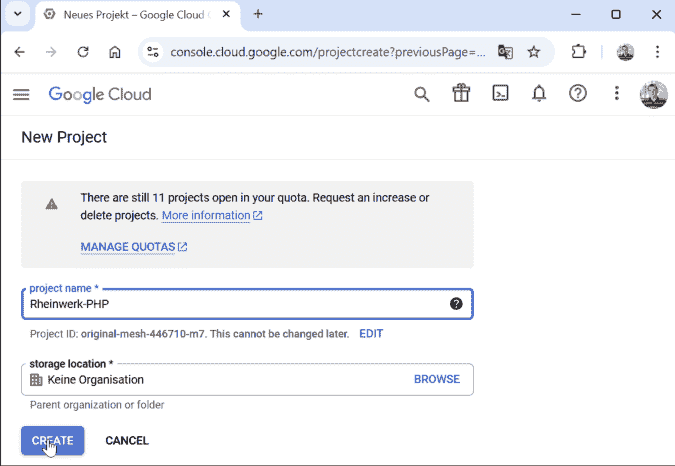 Neues Projekt – Google Cloud
console.cloud.google.com/projectcreate?previousPage=...
Google Cloud
New Project
There are still 11 projects open in your quota. Request an increase or
delete projects. More information
MANAGE QUOTAS
project name *
Rheinwerk-PHP
Project ID: original-mesh-446710-m7. This cannot be changed later. EDIT
storage location *
Keine Organisation BROWSE
Parent organization or folder
CREATE CANCEL